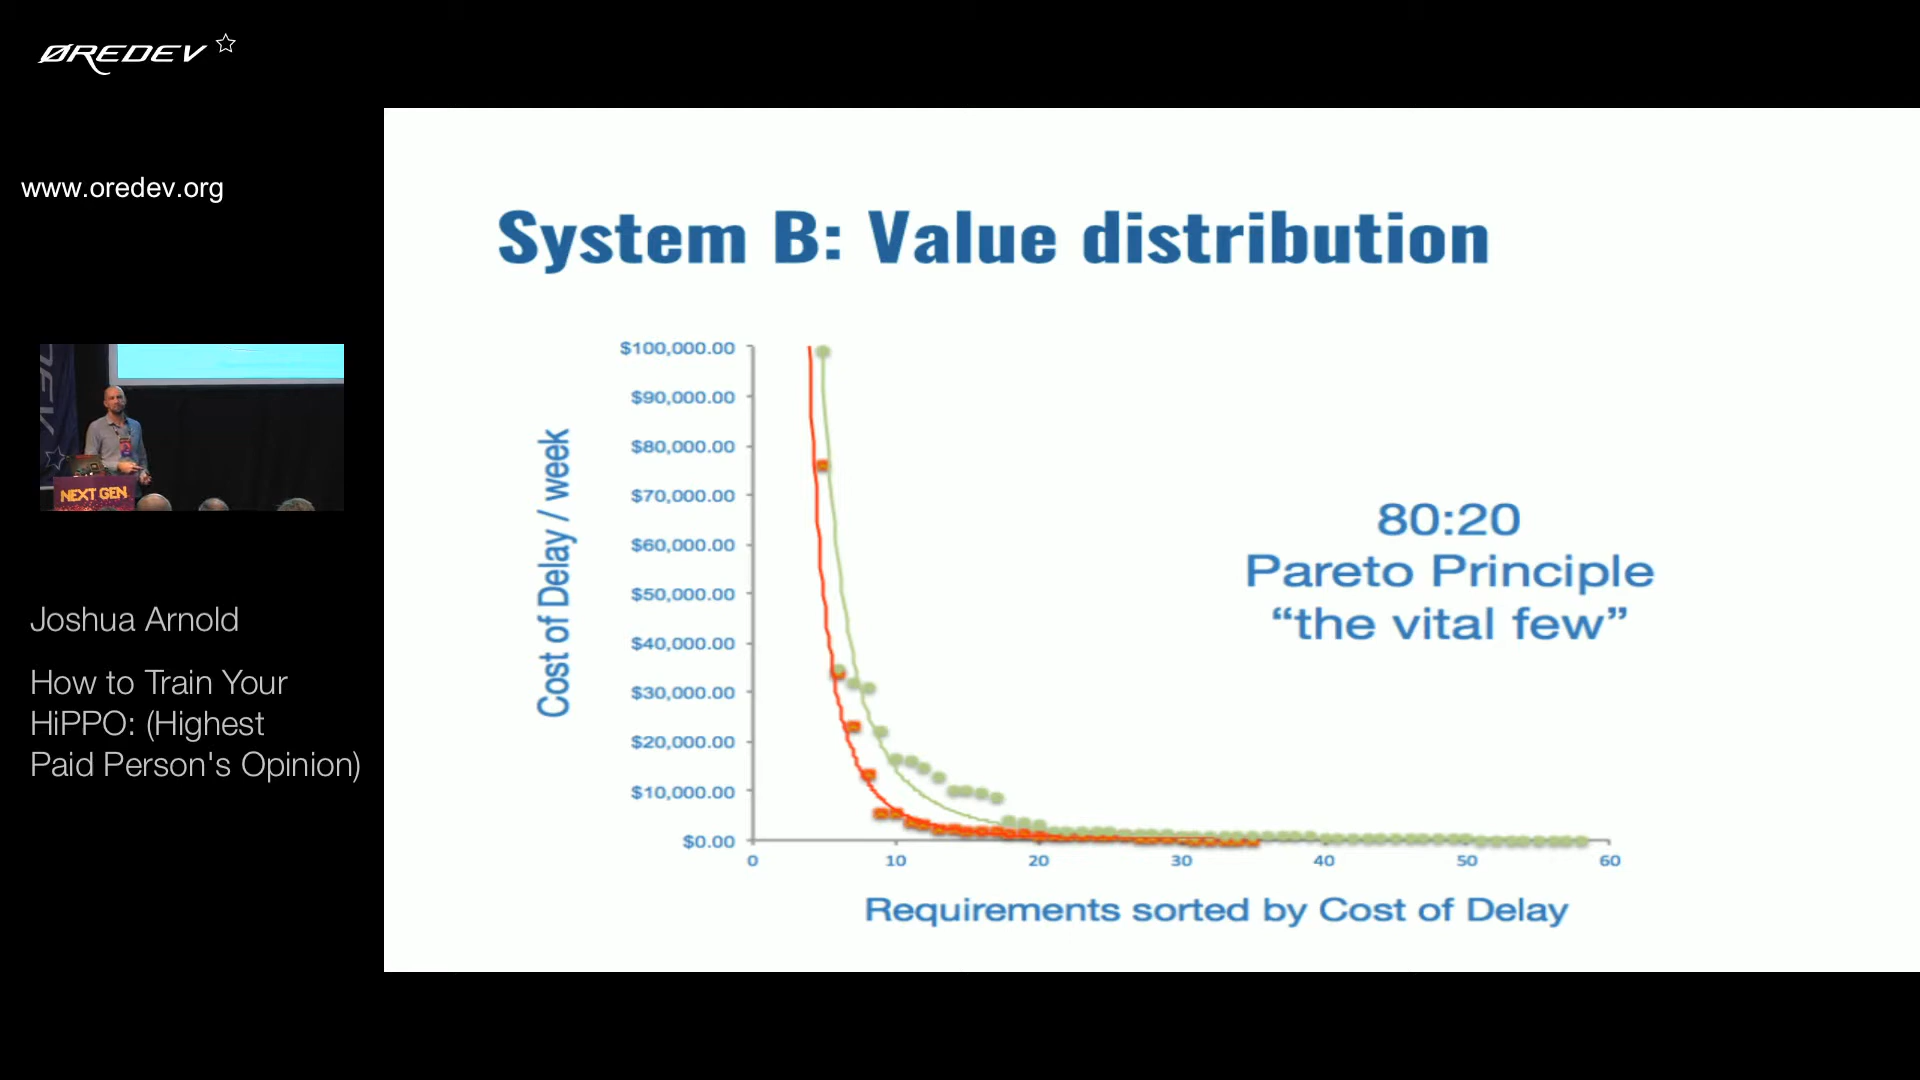 ØREDEV
www.oredev.org
NEXT GEN
Joshua Arnold
How to Train Your
HiPPO: (Highest
Paid Person's Opinion)
System B: Value distribution
Cost of Delay / week
$100,000.00
$90,000.00
$80,000.00
$70,000.00
$60,000.00
$50,000.00
$40,000.00
$30,000.00
$20,000.00
$10,000.00
$0.00
0 10 20 30 40 50 60
Requirements sorted by Cost of Delay
80:20
Pareto Principle
“the vital few”